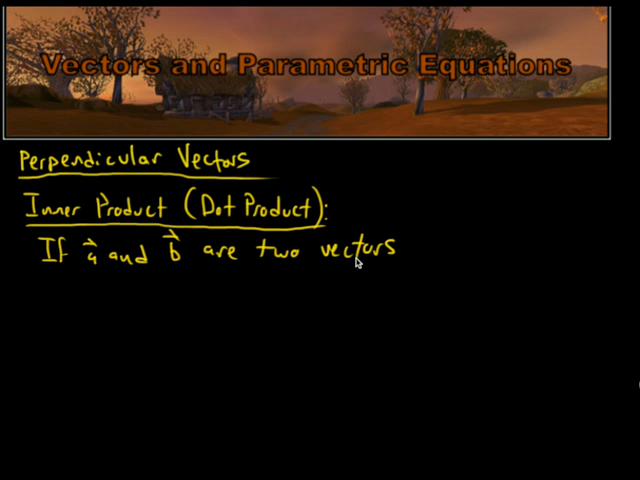 Vectors and Parametric Equations
Perpendicular Vectors
Inner Product (Dot Product):
If a⃗ and b⃗ are two vectors